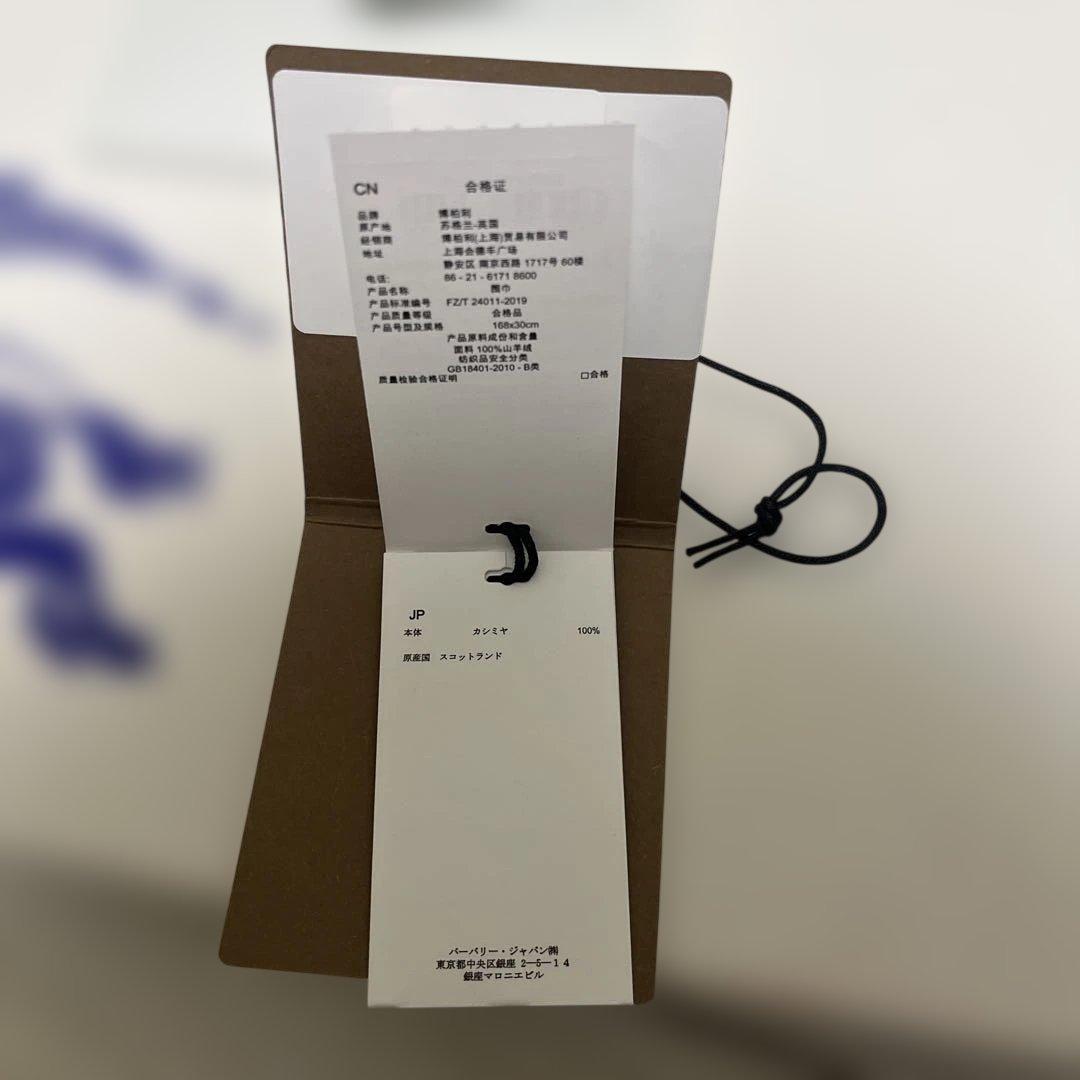 CN 合格证
品牌 博柏利
原产地 苏格兰-英国
经销商 博柏利(上海)贸易有限公司
地址 上海会德丰广场
静安区 南京西路 1717号 60楼
电话: 86 - 21 - 6171 8600
产品名称 围巾
产品标准编号 FZ/T 24011-2019
产品质量等级 合格品
产品号型及规格 168x30cm
产品原料成份和含量
面料 100%山羊绒
纺织品安全分类
GB18401-2010 - B类
质量检验合格证明 □合格
JP
本体 カシミヤ 100%
原産国 スコットランド
バーバリー・ジャパン㈱
東京都中央区銀座 2―5―14
銀座マロニエビル